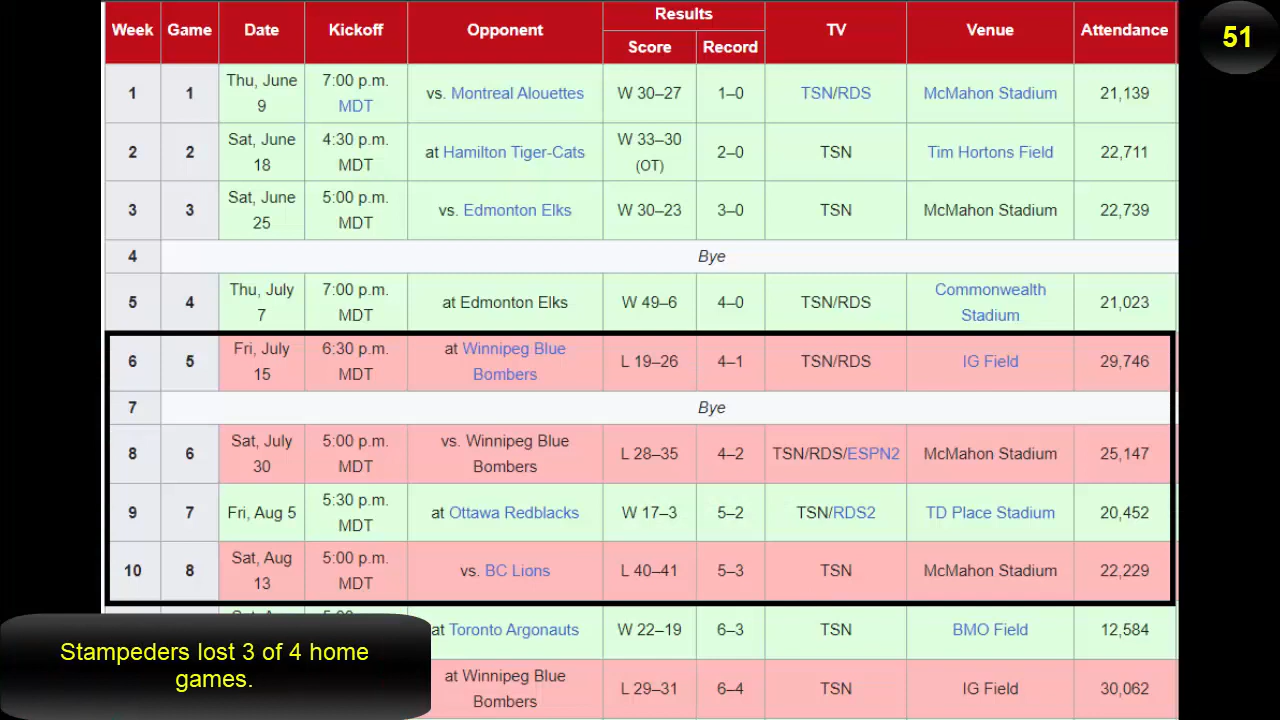 51
Week Game Date Kickoff Opponent Results TV Venue Attendance
Score Record
1 1 Thu, June 9 7:00 p.m. MDT vs. Montreal Alouettes W 30–27 1–0 TSN/RDS McMahon Stadium 21,139
2 2 Sat, June 18 4:30 p.m. MDT at Hamilton Tiger-Cats W 33–30 (OT) 2–0 TSN Tim Hortons Field 22,711
3 3 Sat, June 25 5:00 p.m. MDT vs. Edmonton Elks W 30–23 3–0 TSN McMahon Stadium 22,739
4 Bye
5 4 Thu, July 7 7:00 p.m. MDT at Edmonton Elks W 49–6 4–0 TSN/RDS Commonwealth Stadium 21,023
6 5 Fri, July 15 6:30 p.m. MDT at Winnipeg Blue Bombers L 19–26 4–1 TSN/RDS IG Field 29,746
7 Bye
8 6 Sat, July 30 5:00 p.m. MDT vs. Winnipeg Blue Bombers L 28–35 4–2 TSN/RDS/ESPN2 McMahon Stadium 25,147
9 7 Fri, Aug 5 5:30 p.m. MDT at Ottawa Redblacks W 17–3 5–2 TSN/RDS2 TD Place Stadium 20,452
10 8 Sat, Aug 13 5:00 p.m. MDT vs. BC Lions L 40–41 5–3 TSN McMahon Stadium 22,229
at Toronto Argonauts W 22–19 6–3 TSN BMO Field 12,584
at Winnipeg Blue Bombers L 29–31 6–4 TSN IG Field 30,062
Stampeders lost 3 of 4 home
games.